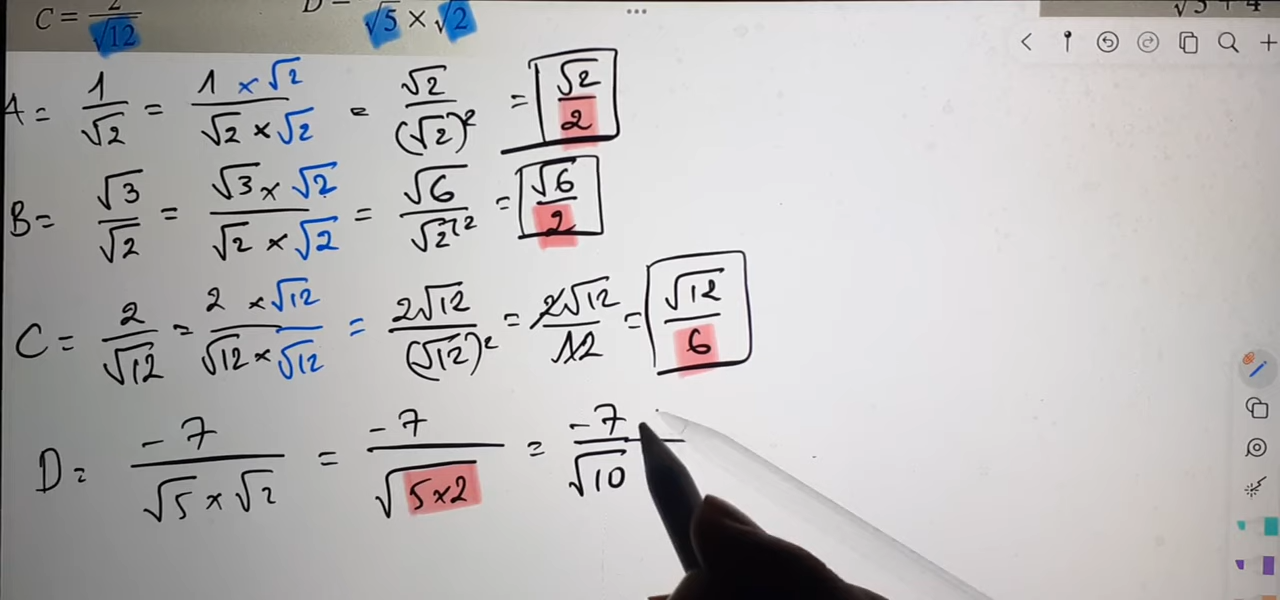 C = 2/√12
√5 × √2
√5 + 4
A = 1/√2 = 1 × √2/√2 × √2 = √2/(√2)² = √2/2
B = √3/√2 = √3 × √2/√2 × √2 = √6/√2² = √6/2
C = 2/√12 = 2 × √12/√12 × √12 = 2√12/(√12)² = 2√12/12 = √12/6
D = -7/√5 × √2 = -7/√5×2 = -7/√10